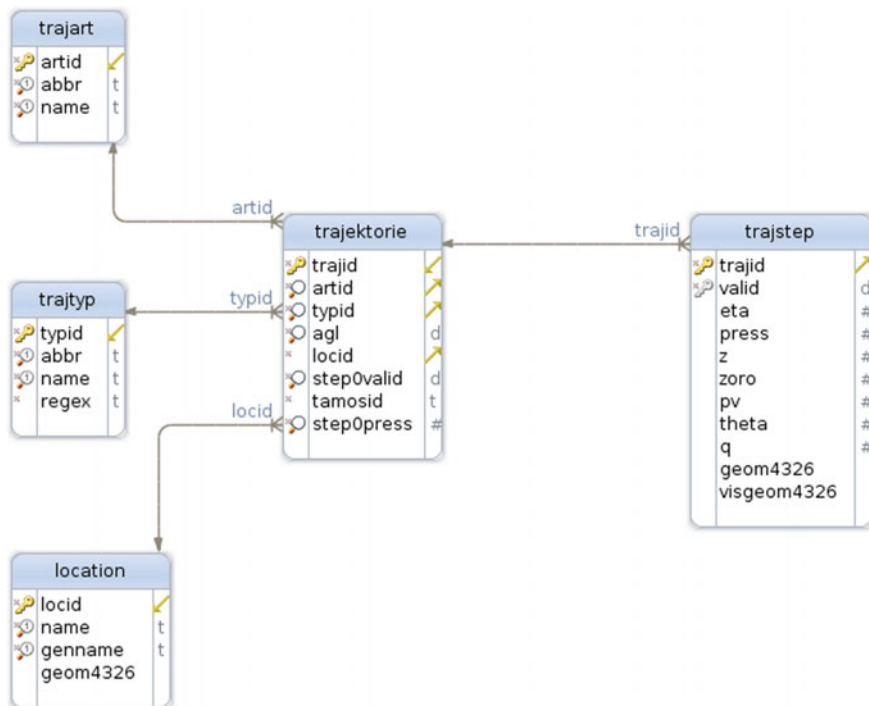 trajart
artid
abbr t
name t
artid
trajektorie
trajid
artid
typid
agl d
locid
step0valid d
tamosid t
step0press #
trajid
trajstep
trajid
valid d
eta #
press #
z #
zoro #
pv #
theta #
q #
geom4326
visgeom4326
trajtyp
typid
abbr t
name t
regex t
typid
locid
location
locid
name t
genname t
geom4326